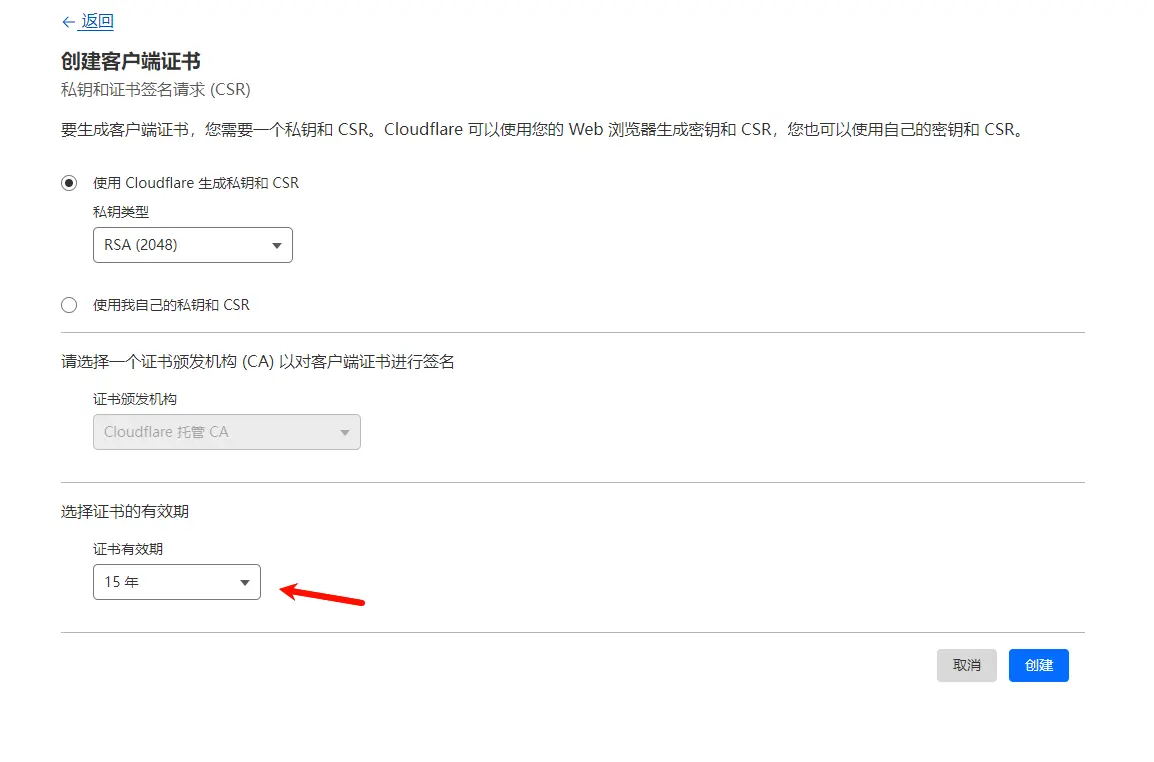 ← 返回
创建客户端证书
私钥和证书签名请求 (CSR)
要生成客户端证书，您需要一个私钥和 CSR。Cloudflare 可以使用您的 Web 浏览器生成密钥和 CSR，您也可以使用自己的密钥和 CSR。
使用 Cloudflare 生成私钥和 CSR
私钥类型
RSA (2048)
使用我自己的私钥和 CSR
请选择一个证书颁发机构 (CA) 以对客户端证书进行签名
证书颁发机构
Cloudflare 托管 CA
选择证书的有效期
证书有效期
15 年
取消 创建